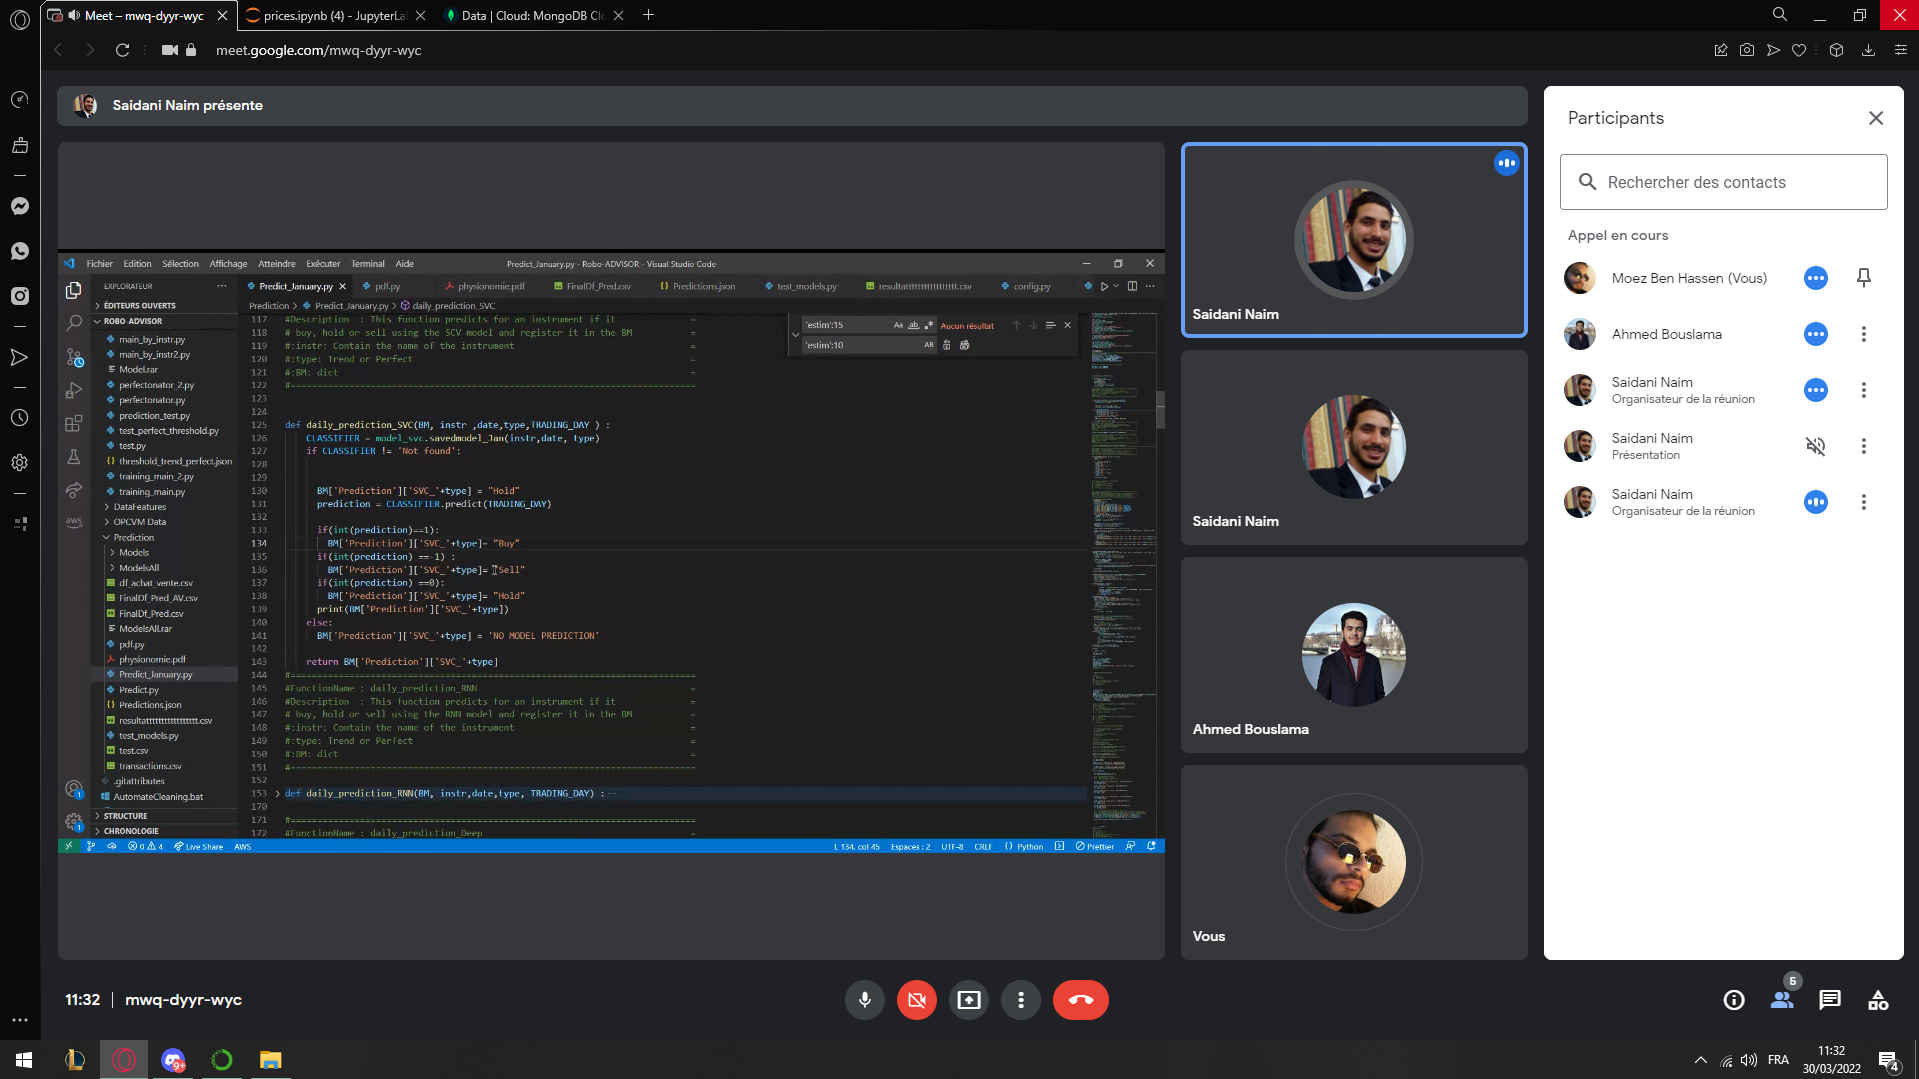 Meet – mwq-dyyr-wyc
prices.ipynb (4) - JupyterLa
Data | Cloud: MongoDB Cl
meet.google.com/mwq-dyyr-wyc
Saidani Naim présente
Fichier Edition Sélection Affichage Atteindre Exécuter Terminal Aide
Predict_January.py - Robo-ADVISOR - Visual Studio Code
EXPLORATEUR
ÉDITEURS OUVERTS
ROBO ADVISOR
main_by_instr.py
main_by_instr2.py
Model.rar
perfectonator_2.py
perfectonator.py
prediction_test.py
test_perfect_threshold.py
test.py
threshold_trend_perfect.json
training_main_2.py
training_main.py
DataFeatures
OPCVM Data
Prediction
Models
ModelsAll
df_achat_vente.csv
FinalDf_Pred_AV.csv
FinalDf_Pred.csv
ModelsAll.rar
pdf.py
physionomie.pdf
Predict_January.py
Predict.py
Predictions.json
test_models.py
test.csv
transactions.csv
.gitattributes
AutomateCleaning.bat
STRUCTURE
CHRONOLOGIE
Predict_January.py
pdf.py
physionomie.pdf
FinalDf_Pred.csv
Predictions.json
test_models.py
config.py
Prediction > Predict_January.py > daily_prediction_SVC
'estim':15
Aa ab
Aucun résultat
'estim':10
AB
117 #Description : This function predicts for an instrument if it =
118 # buy, hold or sell using the SCV model and register it in the BM =
119 #:instr: Contain the name of the instrument =
120 #:type: Trend or Perfect =
121 #:BM: dict =
122
123
124
125 def daily_prediction_SVC(BM, instr ,date,type,TRADING_DAY ) :
126 CLASSIFIER = model_svc.savedmodel_Jan(instr,date, type)
127 if CLASSIFIER != 'Not found':
128
129
130 BM['Prediction']['SVC_'+type] = "Hold"
131 prediction = CLASSIFIER.predict(TRADING_DAY)
132
133 if(int(prediction)==1):
134 BM['Prediction']['SVC_'+type]= "Buy"
135 if(int(prediction) ==-1) :
136 BM['Prediction']['SVC_'+type]= "Sell"
137 if(int(prediction) ==0):
138 BM['Prediction']['SVC_'+type]= "Hold"
139 print(BM['Prediction']['SVC_'+type])
140 else:
141 BM['Prediction']['SVC_'+type] = 'NO MODEL PREDICTION'
142
143 return BM['Prediction']['SVC_'+type]
144
145 #FunctionName : daily_prediction_RNN =
146 #Description : This function predicts for an instrument if it =
147 # buy, hold or sell using the RNN model and register it in the BM =
148 #:instr: Contain the name of the instrument =
149 #:type: Trend or Perfect =
150 #:BM: dict =
151
152
153 def daily_prediction_RNN(BM, instr,date,type, TRADING_DAY) : ...
170
171
172 #FunctionName : daily_prediction_Deep =
0 4 Live Share AWS
L 134, col 45 Espaces : 2 UTF-8 CRLF Python Prettier
Saidani Naim
Saidani Naim
Ahmed Bouslama
Vous
Participants
Rechercher des contacts
Appel en cours
Moez Ben Hassen (Vous)
Ahmed Bouslama
Saidani Naim
Organisateur de la réunion
Saidani Naim
Présentation
Saidani Naim
Organisateur de la réunion
11:32 | mwq-dyyr-wyc
5
9+
FRA
11:32
30/03/2022
4